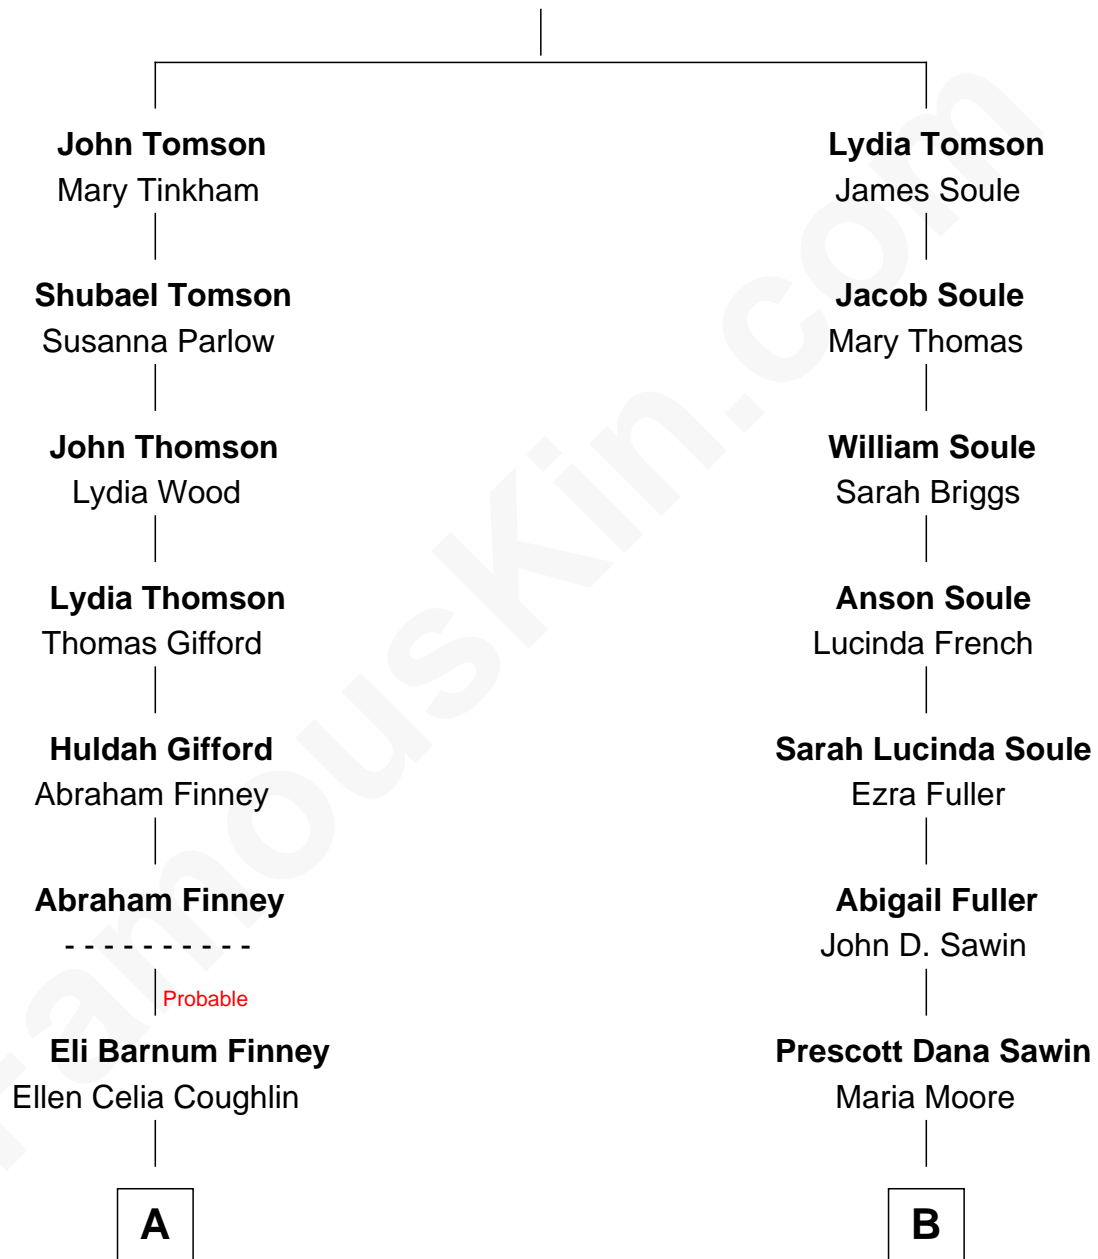 John Tomson
Mary Tinkham
Lydia Tomson
James Soule
Shubael Tomson
Susanna Parlow
Jacob Soule
Mary Thomas
John Thomson
Lydia Wood
William Soule
Sarah Briggs
Lydia Thomson
Thomas Gifford
Anson Soule
Lucinda French
Huldah Gifford
Abraham Finney
Sarah Lucinda Soule
Ezra Fuller
Abraham Finney
- - - - - - - - - -
Abigail Fuller
John D. Sawin
Probable
Eli Barnum Finney
Ellen Celia Coughlin
Prescott Dana Sawin
Maria Moore
A
B
FamousKin.com